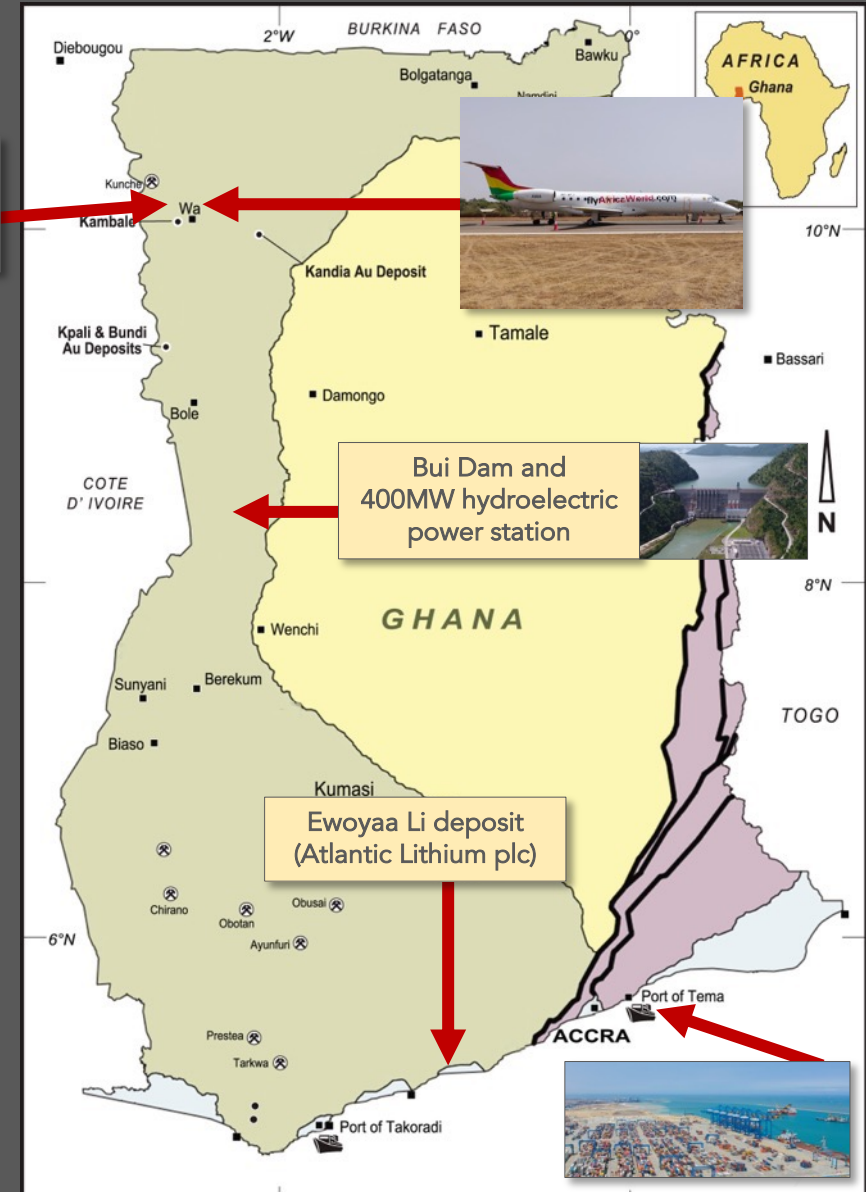 2°W
BURKINA FASO
0°
Diebougou
Bawku
Bolgatanga
Namdini
AFRICA
Ghana
flyAfricaWorld.com
Kunche
Wa
Kambale
10°N
Kandia Au Deposit
Kpali & Bundi
Au Deposits
Tamale
Bassari
Damongo
Bole
COTE
D' IVOIRE
Bui Dam and
400MW hydroelectric
power station
N
8°N
GHANA
Wenchi
Sunyani
Berekum
TOGO
Biaso
Kumasi
Ewoyaa Li deposit
(Atlantic Lithium plc)
Chirano
Obotan
Obusai
Ayunfuri
6°N
Port of Tema
ACCRA
Prestea
Tarkwa
Port of Takoradi